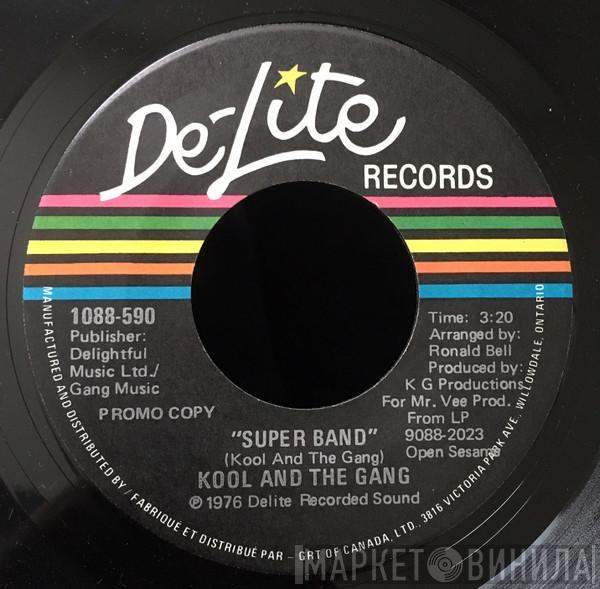 De-Lite
RECORDS
1088-590
Publisher:
Delightful
Music Ltd./
Gang Music
PROMO COPY
Time: 3:20
Arranged by:
Ronald Bell
Produced by:
K G Productions
For Mr. Vee Prod.
From LP
9088-2023
Open Sesame
"SUPER BAND"
(Kool And The Gang)
KOOL AND THE GANG
℗ 1976 Delite Recorded Sound
MANUFACTURED AND DISTRIBUTED BY / FABRIQUÉ ET DISTRIBUÉ PAR - GRT OF CANADA, LTD., 3816 VICTORIA PARK AVE., WILLOWDALE, ONTARIO
МАРКЕТ ВИНИЛА